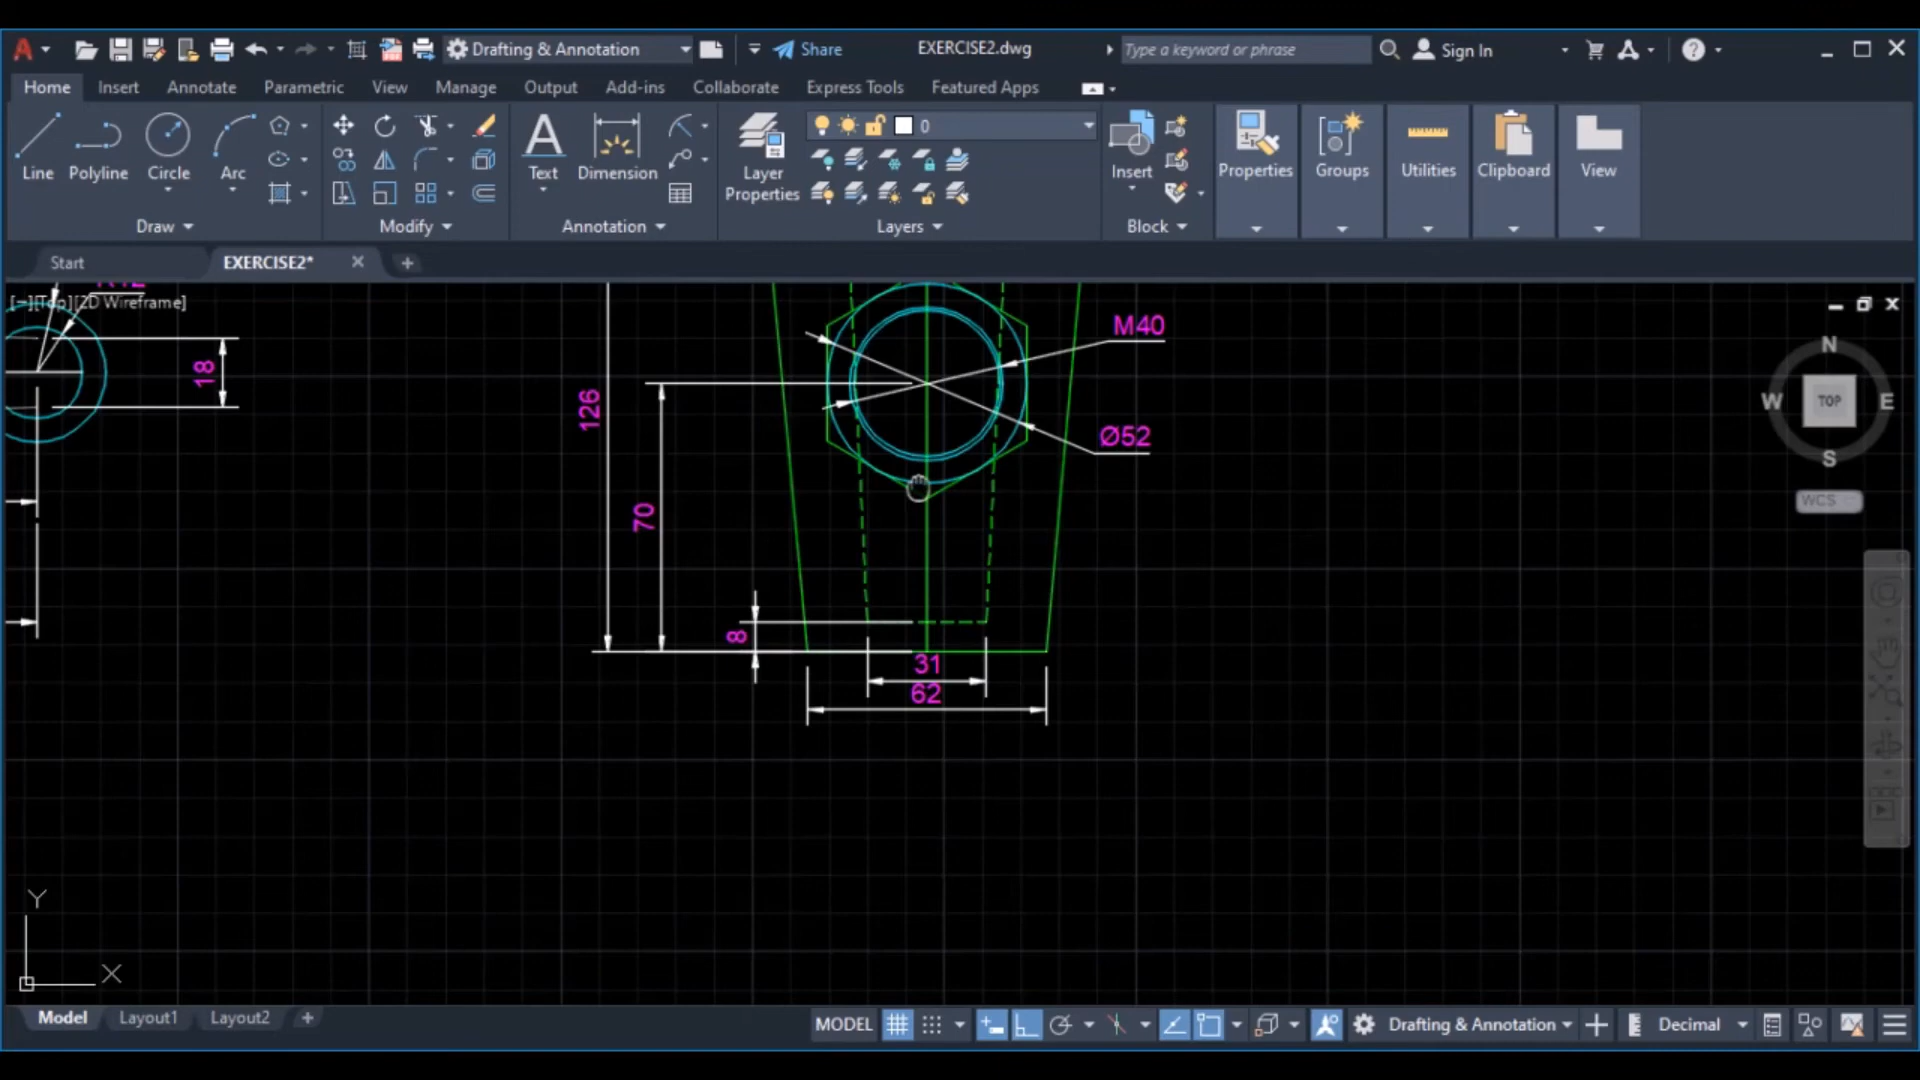 Drafting & Annotation
Share
EXERCISE2.dwg
Type a keyword or phrase
Sign In
Home
Insert
Annotate
Parametric
View
Manage
Output
Add-ins
Collaborate
Express Tools
Featured Apps
Line
Polyline
Circle
Arc
Text
Dimension
Layer
Properties
0
Insert
Properties
Groups
Utilities
Clipboard
View
Draw
Modify
Annotation
Layers
Block
Start
EXERCISE2*
[−][Top][2D Wireframe]
M40
N
18
TOP
W
E
126
Ø52
S
70
WCS
8
31
62
Y
X
Model
Layout1
Layout2
MODEL
Drafting & Annotation
Decimal